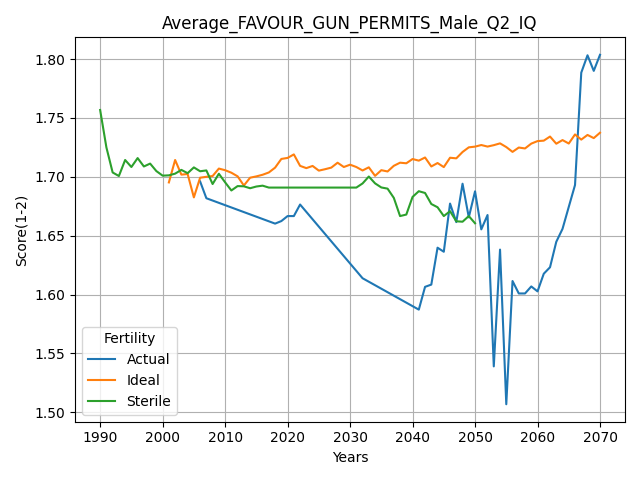 Average_FAVOUR_GUN_PERMITS_Male_Q2_IQ
Score(1-2)
1.80
1.75
1.70
1.65
1.60
1.55
1.50
Fertility
Actual
Ideal
Sterile
1990 2000 2010 2020 2030 2040 2050 2060 2070
Years